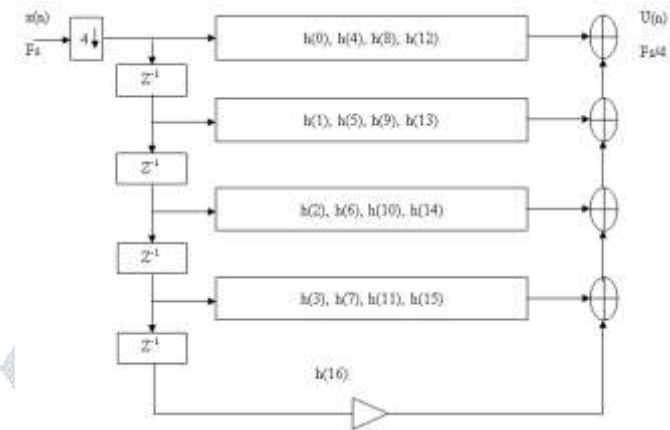 x(n)
U(n)
Fs
4↓
h(0), h(4), h(8), h(12)
Fs/4
Z⁻¹
h(1), h(5), h(9), h(13)
Z⁻¹
h(2), h(6), h(10), h(14)
Z⁻¹
h(3), h(7), h(11), h(15)
Z⁻¹
h(16)